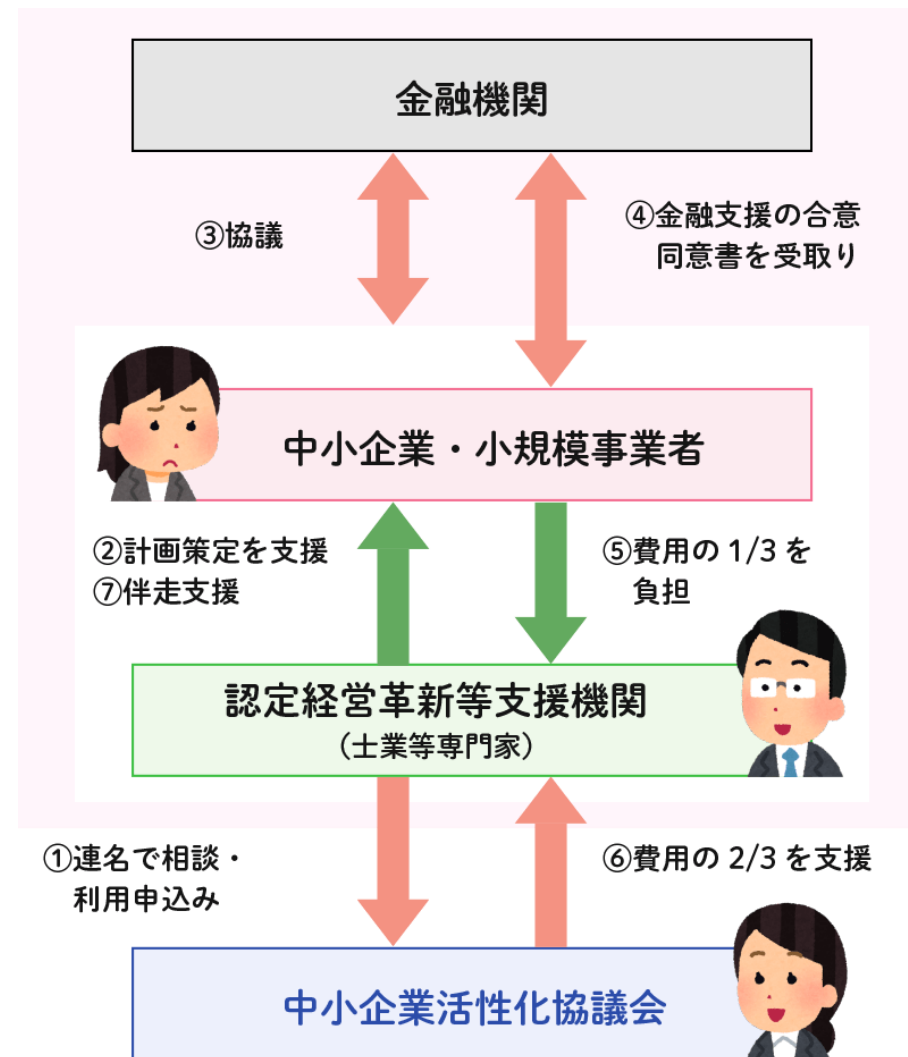 金融機関
③協議
④金融支援の合意
同意書を受取り
中小企業・小規模事業者
②計画策定を支援
⑦伴走支援
⑤費用の1/3を
負担
認定経営革新等支援機関
（士業等専門家）
①連名で相談・
利用申込み
⑥費用の2/3を支援
中小企業活性化協議会